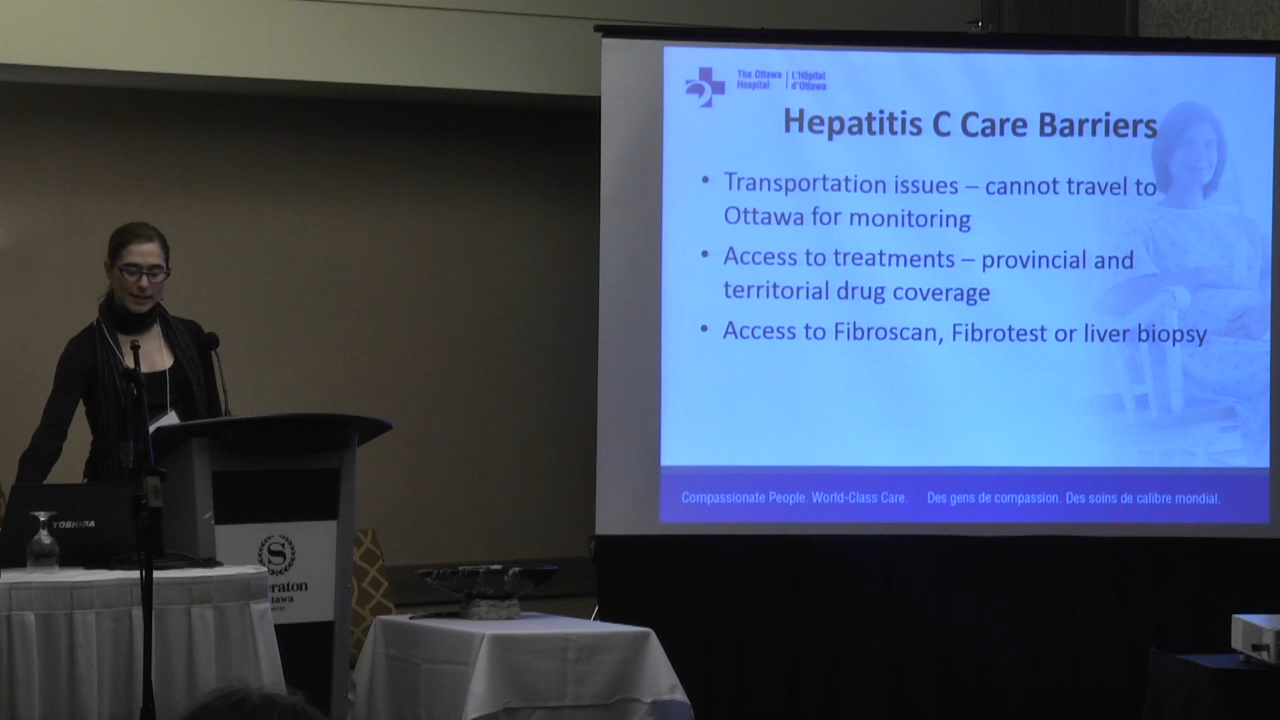 The Ottawa Hospital
L'Hôpital d'Ottawa
Hepatitis C Care Barriers
• Transportation issues – cannot travel to
Ottawa for monitoring
• Access to treatments – provincial and
territorial drug coverage
• Access to Fibroscan, Fibrotest or liver biopsy
Compassionate People. World-Class Care. Des gens de compassion. Des soins de calibre mondial.
TOSHIBA
S
eraton
tawa